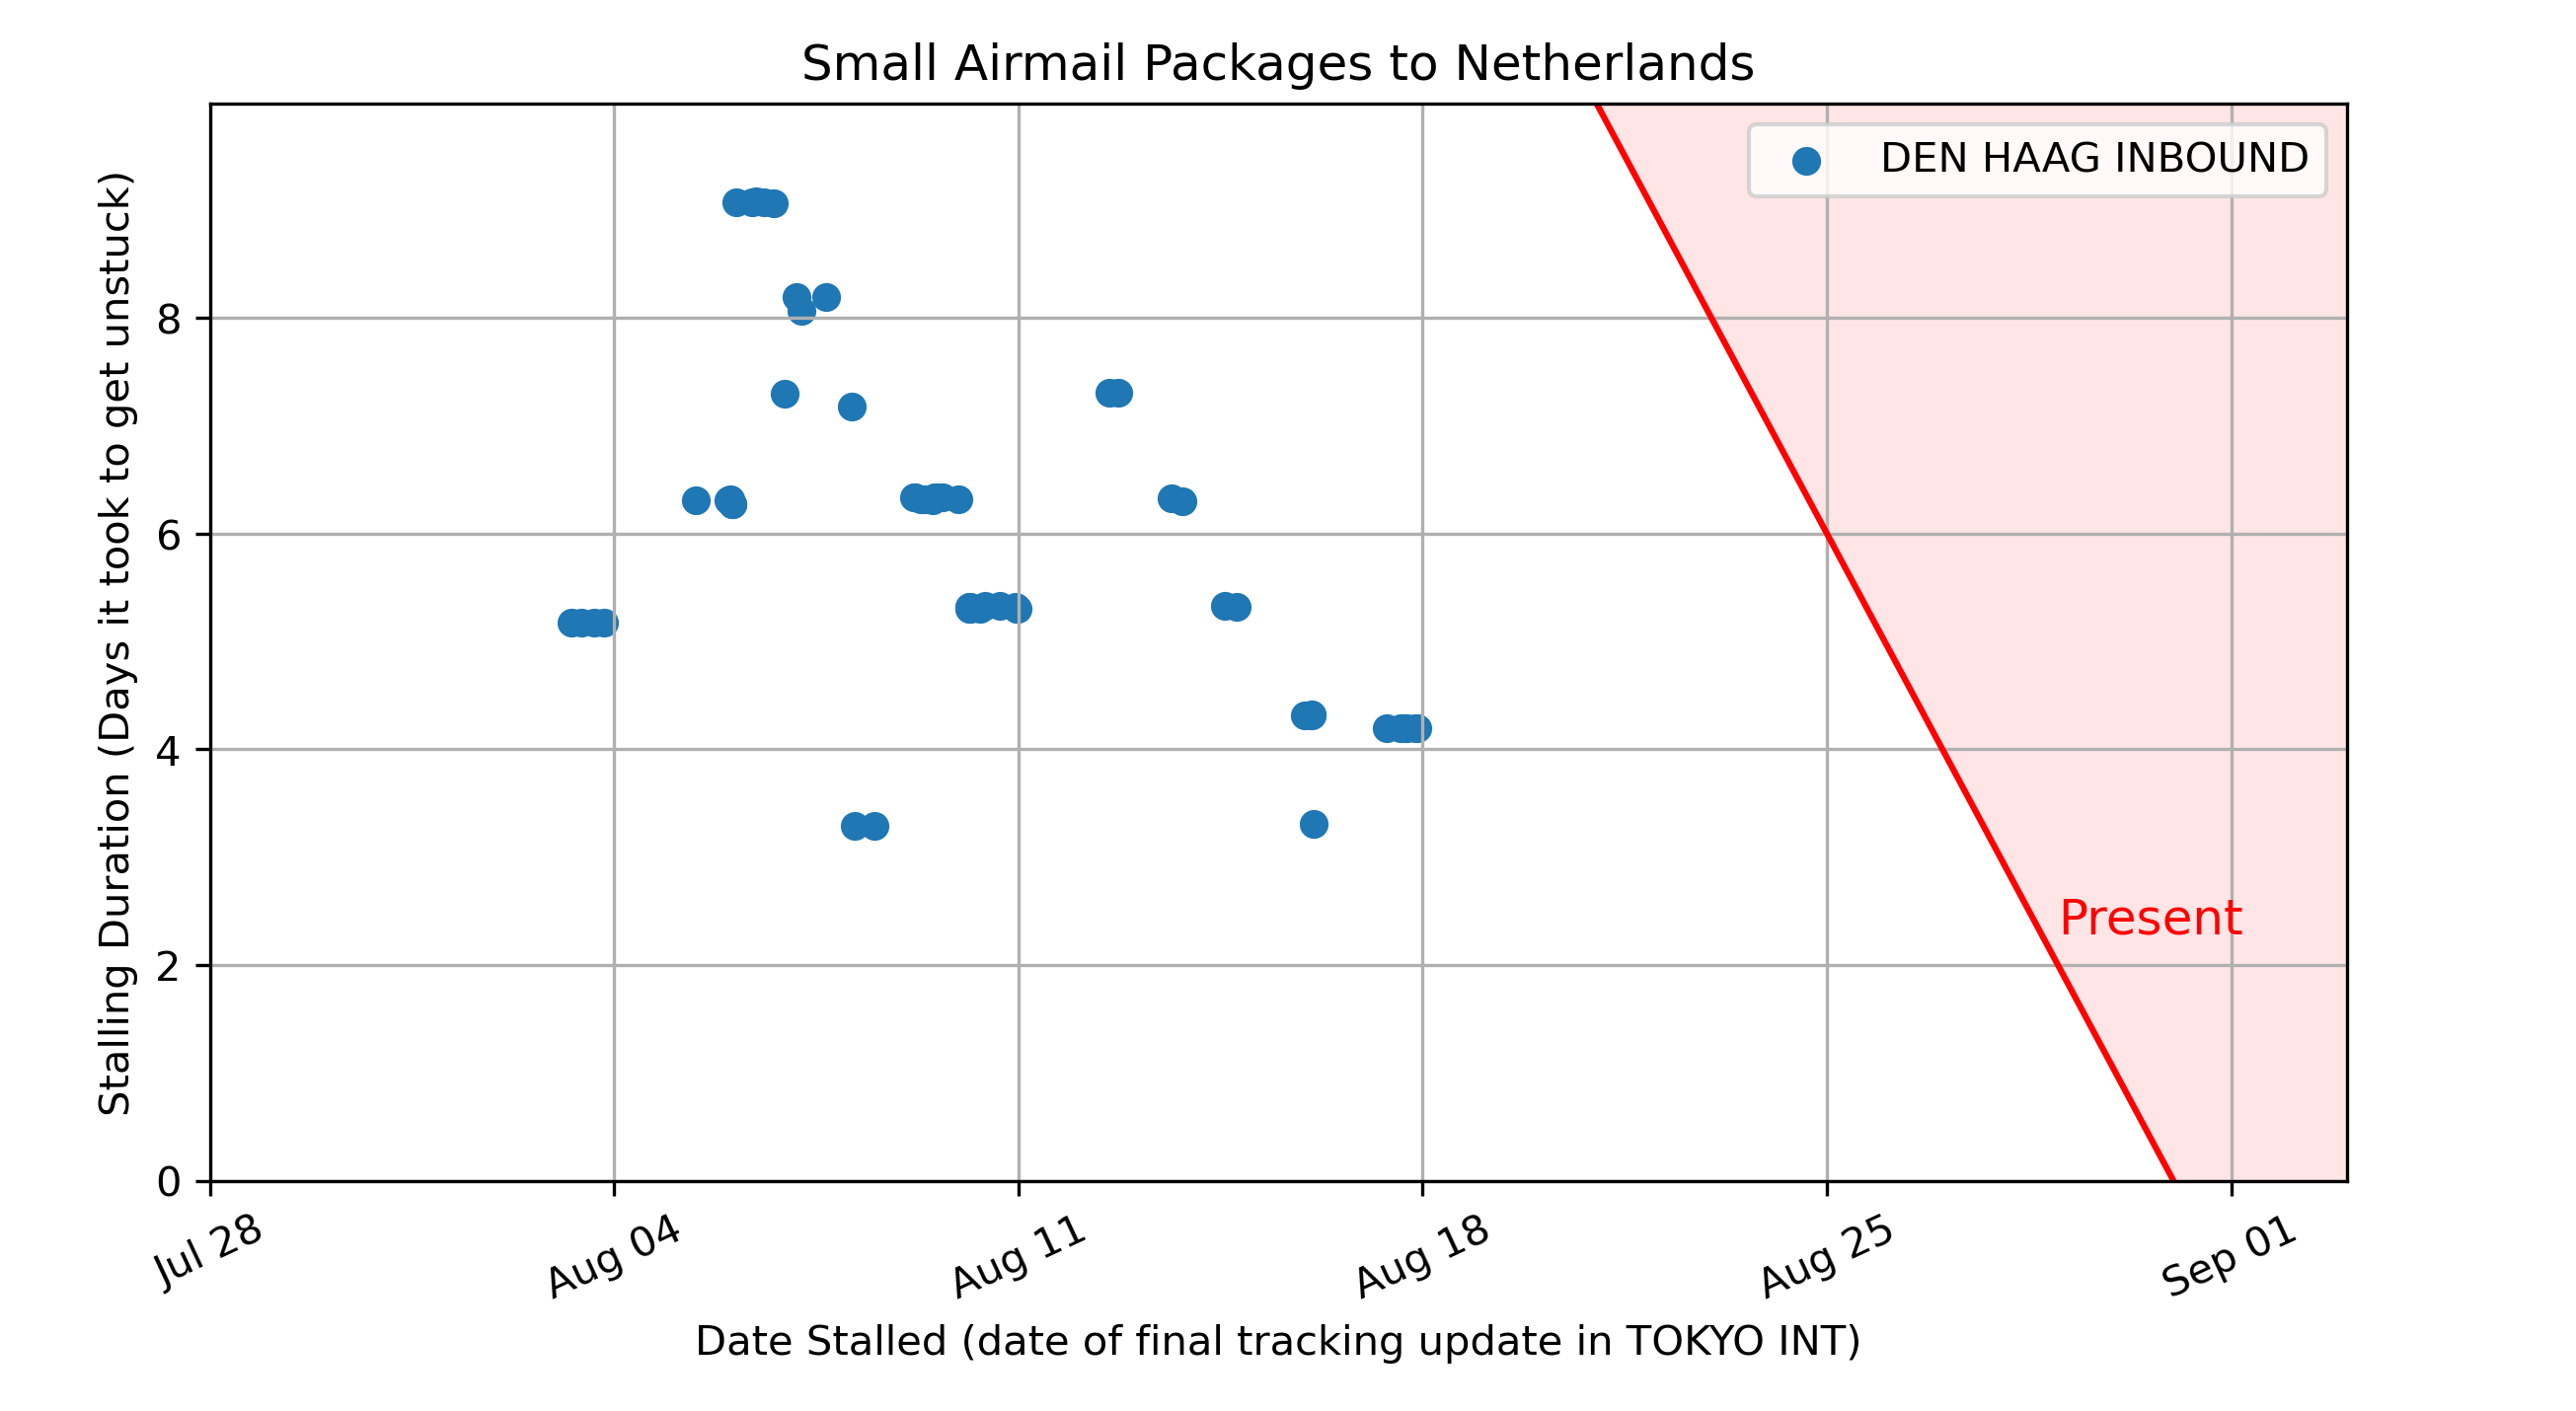 Small Airmail Packages to Netherlands
DEN HAAG INBOUND
Stalling Duration (Days it took to get unstuck)
8
6
4
2
0
Present
Jul 28
Aug 04
Aug 11
Aug 18
Aug 25
Sep 01
Date Stalled (date of final tracking update in TOKYO INT)